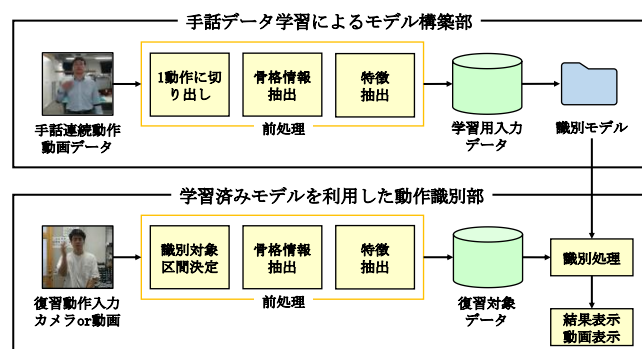 手話データ学習によるモデル構築部
1動作に切
り出し
骨格情報
抽出
特徴
抽出
前処理
手話連続動作
動画データ
学習用入力
データ
識別モデル
学習済みモデルを利用した動作識別部
識別対象
区間決定
骨格情報
抽出
特徴
抽出
前処理
復習動作入力
カメラor動画
復習対象
データ
識別処理
結果表示
動画表示